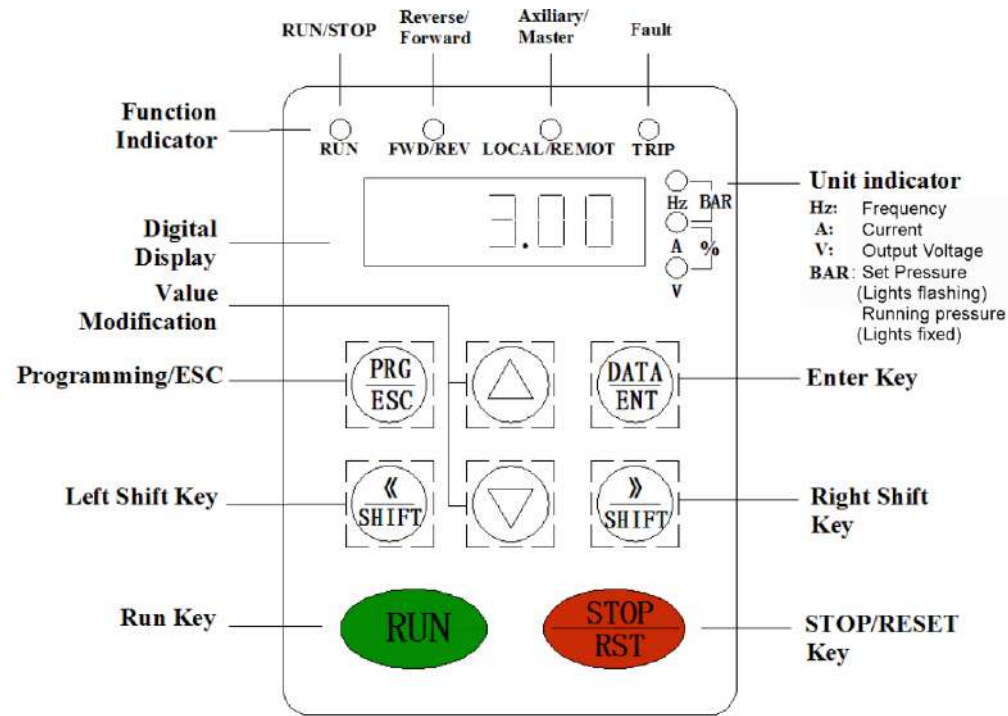 RUN/STOP
Reverse/
Forward
Axiliary/
Master
Fault
Function
Indicator
RUN
FWD/REV
LOCAL/REMOT
TRIP
Hz
BAR
A
%
V
3.00
Unit indicator
Hz: Frequency
A: Current
V: Output Voltage
BAR: Set Pressure
(Lights flashing)
Running pressure
(Lights fixed)
Digital
Display
Value
Modification
Programming/ESC
PRG
ESC
DATA
ENT
Enter Key
Left Shift Key
《
SHIFT
》
SHIFT
Right Shift
Key
Run Key
RUN
STOP
RST
STOP/RESET
Key